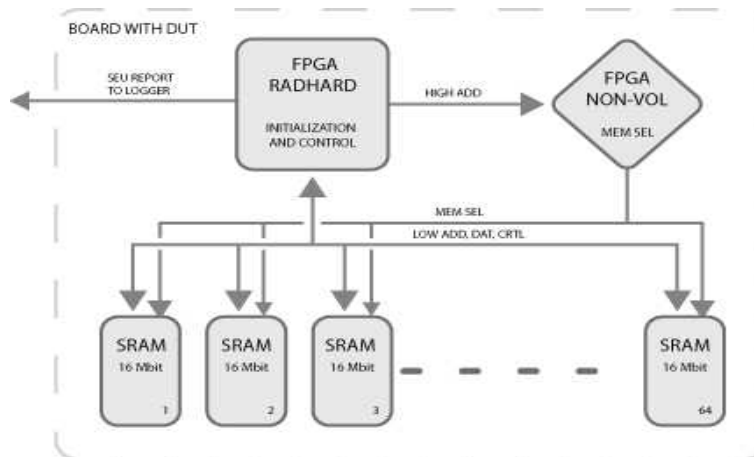 BOARD WITH DUT
SEU REPORT
TO LOGGER
FPGA
RADHARD
INITIALIZATION
AND CONTROL
HIGH ADD
FPGA
NON-VOL
MEM SEL
MEM SEL
LOW ADD, DAT, CRTL
SRAM
16 Mbit
1
SRAM
16 Mbit
2
SRAM
16 Mbit
3
SRAM
16 Mbit
64